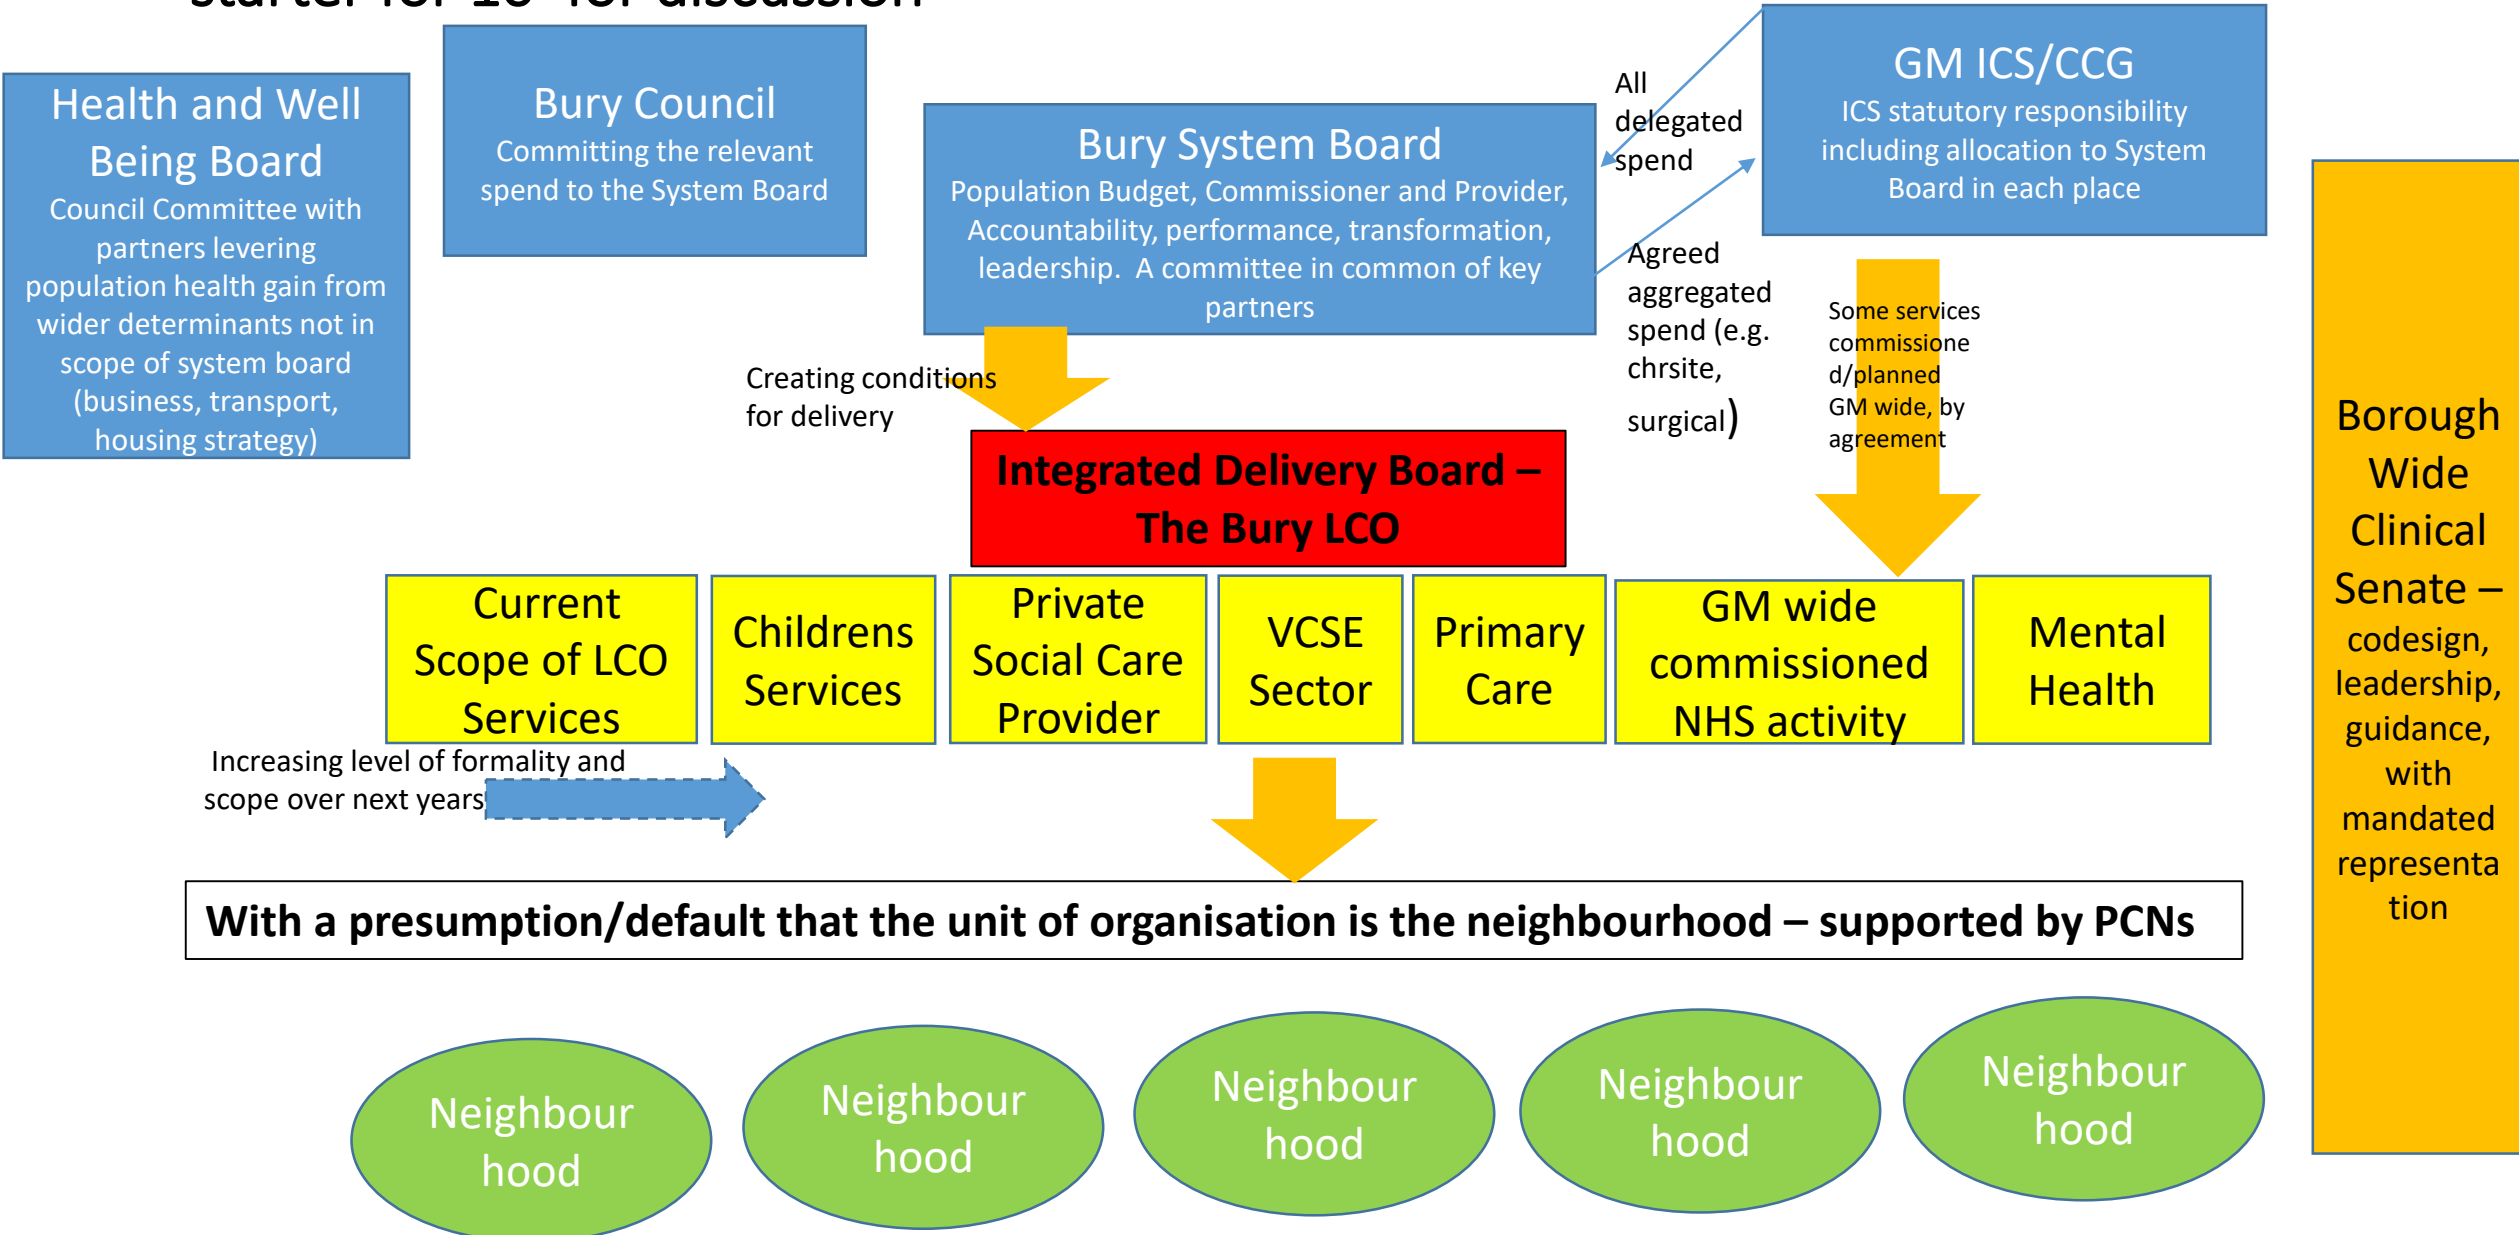 starter for 10 for discussion
Health and Well
Being Board
Council Committee with
partners levering
population health gain from
wider determinants not in
scope of system board
(business, transport,
housing strategy)
Bury Council
Committing the relevant
spend to the System Board
Bury System Board
Population Budget, Commissioner and Provider,
Accountability, performance, transformation,
leadership.  A committee in common of key
partners
All
delegated
spend
GM ICS/CCG
ICS statutory responsibility
including allocation to System
Board in each place
Agreed
aggregated
spend (e.g.
chrsite,
surgical)
Some services
commissione
d/planned
GM wide, by
agreement
Creating conditions
for delivery
Integrated Delivery Board –
The Bury LCO
Current
Scope of LCO
Services
Childrens
Services
Private
Social Care
Provider
VCSE
Sector
Primary
Care
GM wide
commissioned
NHS activity
Mental
Health
Increasing level of formality and
scope over next years
With a presumption/default that the unit of organisation is the neighbourhood – supported by PCNs
Neighbour
hood
Neighbour
hood
Neighbour
hood
Neighbour
hood
Neighbour
hood
Borough
Wide
Clinical
Senate –
codesign,
leadership,
guidance,
with
mandated
representa
tion